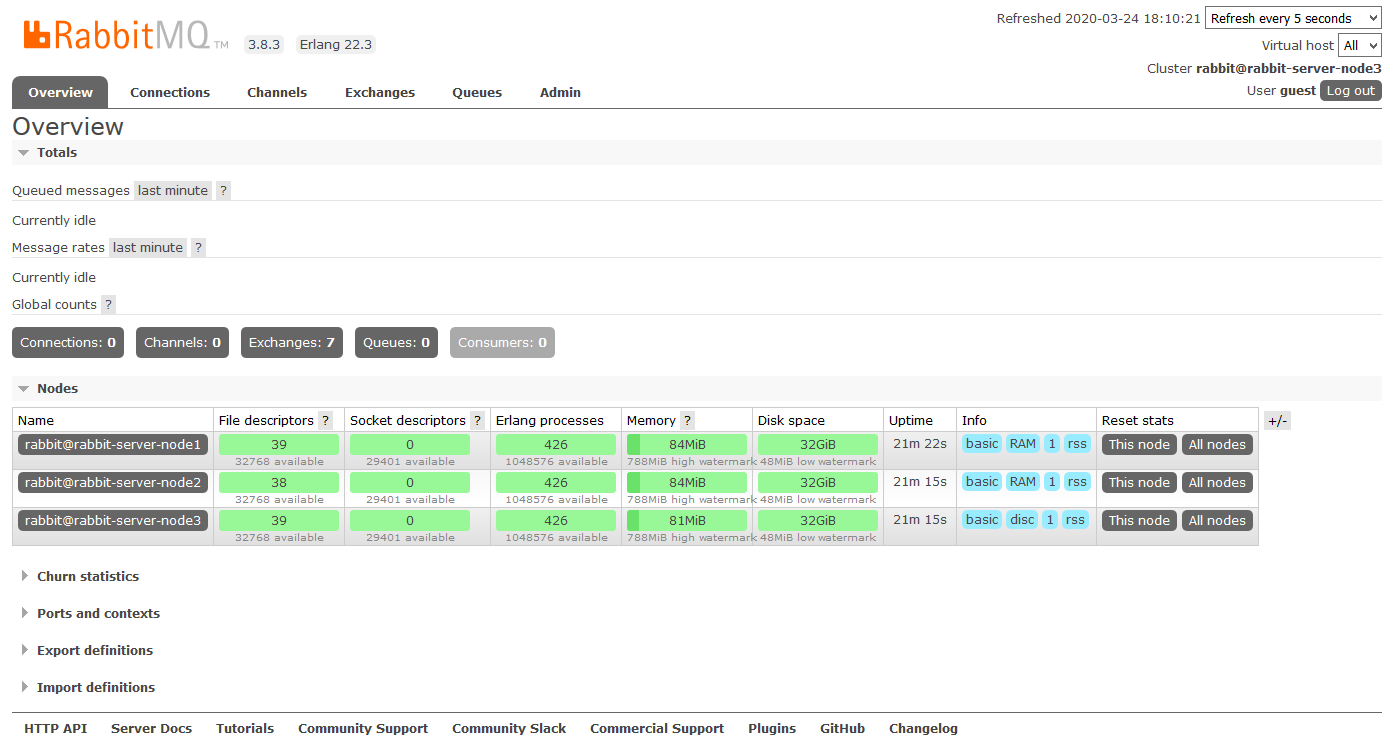 RabbitMQ TM 3.8.3 Erlang 22.3
Refreshed 2020-03-24 18:10:21 Refresh every 5 seconds
Virtual host All
Cluster rabbit@rabbit-server-node3
User guest Log out
Overview Connections Channels Exchanges Queues Admin
Overview
Totals
Queued messages last minute ?
Currently idle
Message rates last minute ?
Currently idle
Global counts ?
Connections: 0 Channels: 0 Exchanges: 7 Queues: 0 Consumers: 0
Nodes
Name File descriptors ? Socket descriptors ? Erlang processes Memory ? Disk space Uptime Info Reset stats +/-
rabbit@rabbit-server-node1 39 0 426 84MiB 32GiB 21m 22s basic RAM 1 rss This node All nodes
32768 available 29401 available 1048576 available 788MiB high watermark 48MiB low watermark
rabbit@rabbit-server-node2 38 0 426 84MiB 32GiB 21m 15s basic RAM 1 rss This node All nodes
32768 available 29401 available 1048576 available 788MiB high watermark 48MiB low watermark
rabbit@rabbit-server-node3 39 0 426 81MiB 32GiB 21m 15s basic disc 1 rss This node All nodes
32768 available 29401 available 1048576 available 788MiB high watermark 48MiB low watermark
Churn statistics
Ports and contexts
Export definitions
Import definitions
HTTP API Server Docs Tutorials Community Support Community Slack Commercial Support Plugins GitHub Changelog